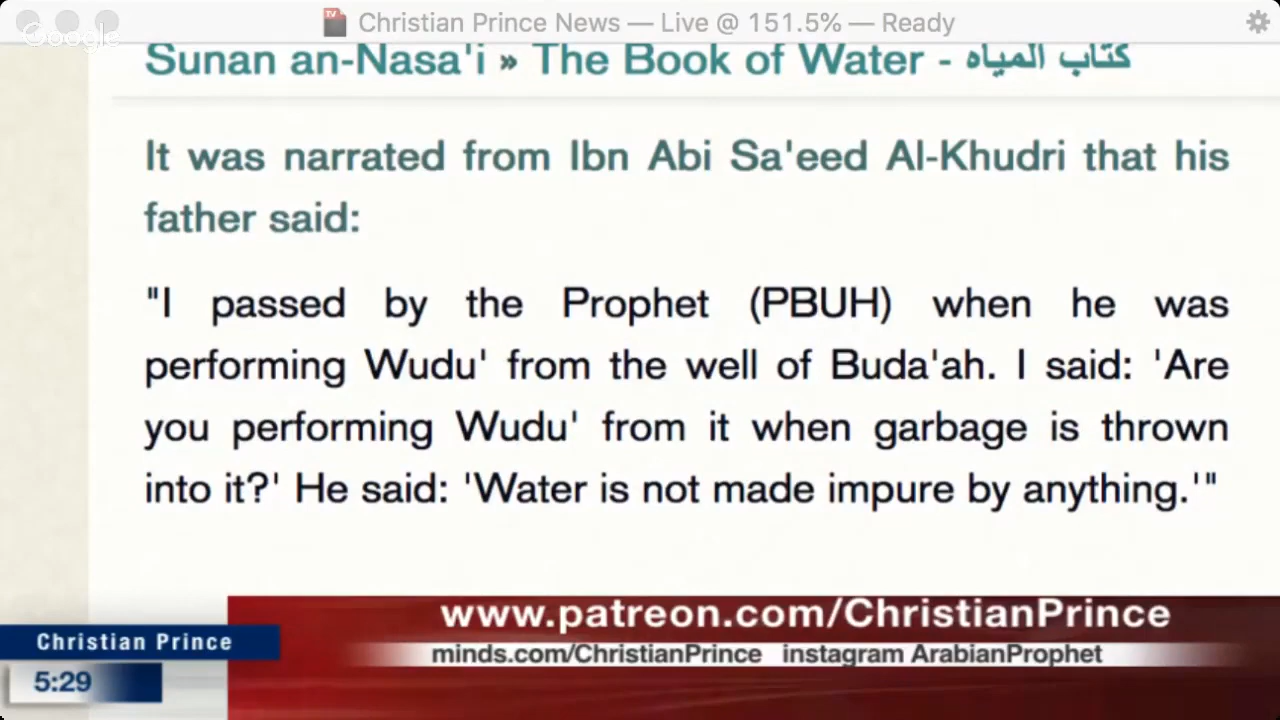 Christian Prince News — Live @ 151.5% — Ready
Google
Sunan an-Nasa'i » The Book of Water - كتاب المياه
It was narrated from Ibn Abi Sa'eed Al-Khudri that his
father said:
"I passed by the Prophet (PBUH) when he was
performing Wudu' from the well of Buda'ah. I said: 'Are
you performing Wudu' from it when garbage is thrown
into it?' He said: 'Water is not made impure by anything.'"
www.patreon.com/ChristianPrince
Christian Prince
minds.com/ChristianPrince instagram ArabianProphet
5:29